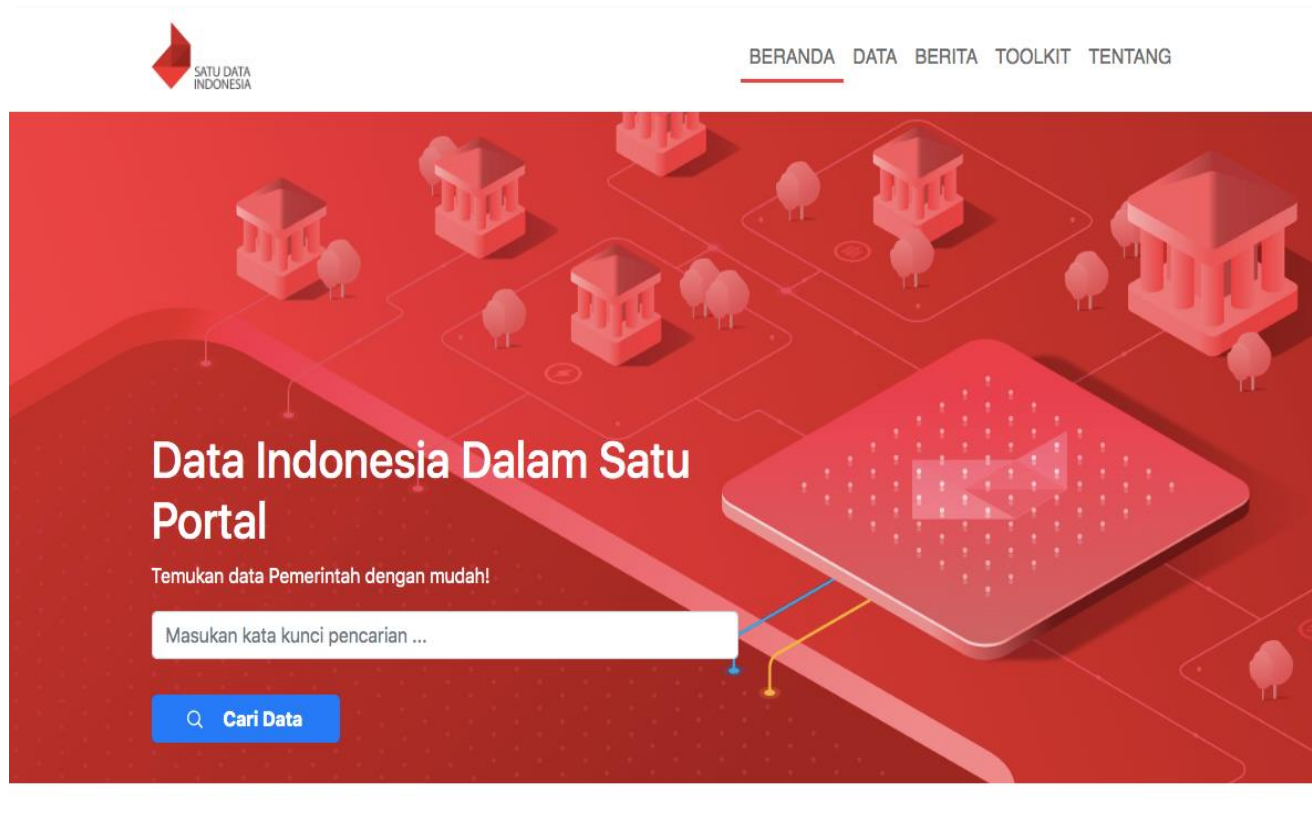 SATU DATA
INDONESIA
BERANDA DATA BERITA TOOLKIT TENTANG
Data Indonesia Dalam Satu
Portal
Temukan data Pemerintah dengan mudah!
Masukan kata kunci pencarian ...
Cari Data